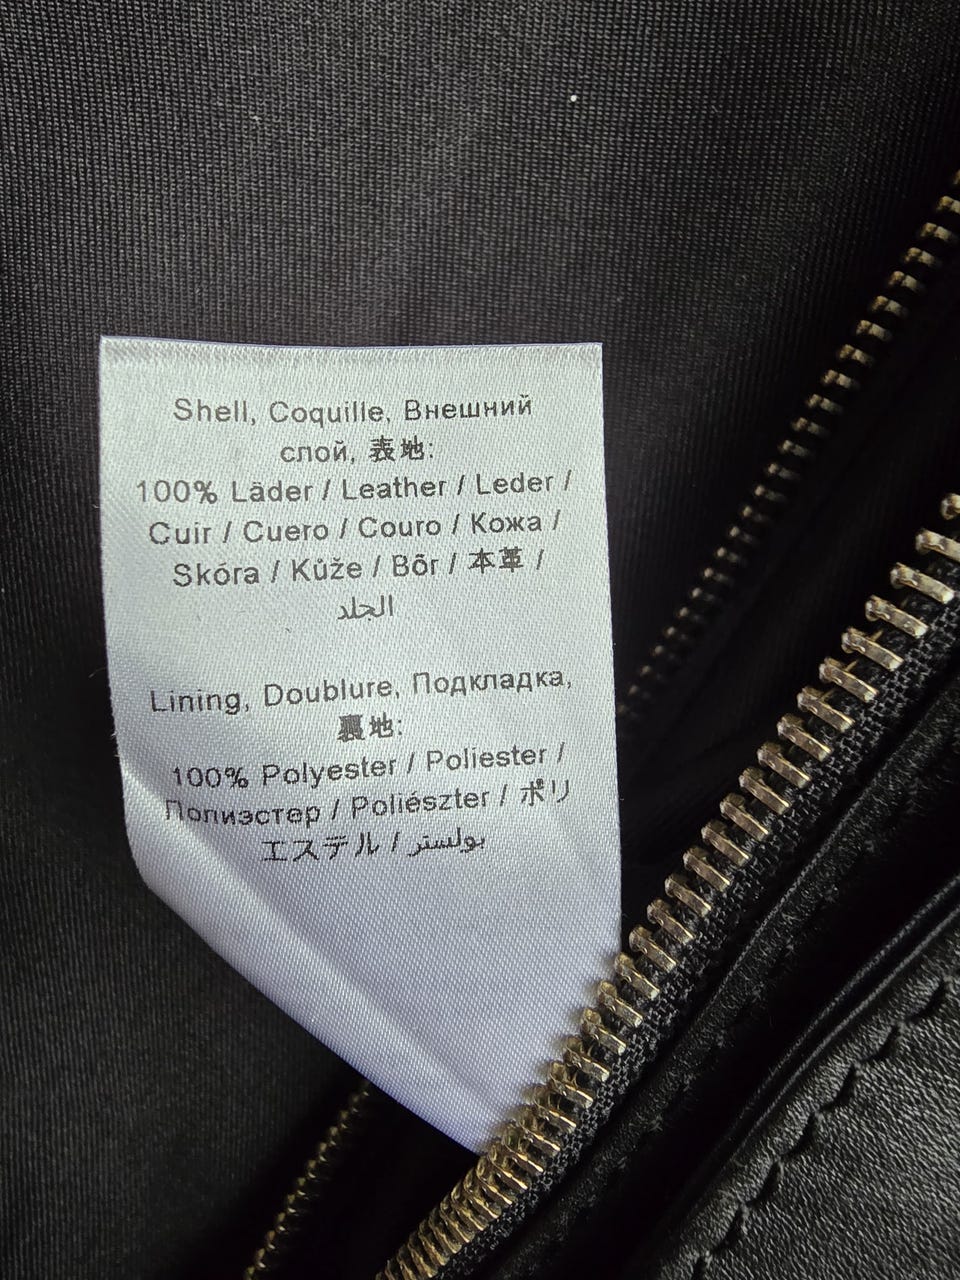 Shell, Coquille, Внешний
слой, 表地:
100% Läder / Leather / Leder /
Cuir / Cuero / Couro / Кожа /
Skóra / Kůže / Bőr / 本革 /
الجلد
Lining, Doublure, Подкладка,
裏地:
100% Polyester / Poliester /
Полиэстер / Poliészter / ポリ
エステル / بولستر